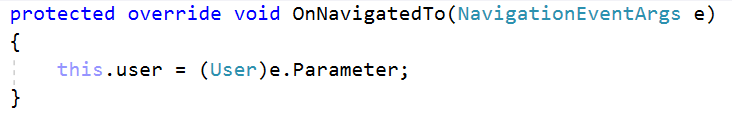 protected override void OnNavigatedTo(NavigationEventArgs e)
{
    this.user = (User)e.Parameter;
}